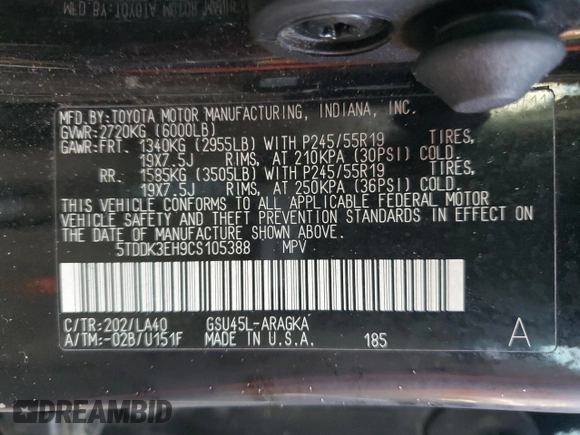 MFD.BY:TOYOTA MOTOR MANUFACTURING, INDIANA, INC.
GVWR:2720KG (6000LB)
GAWR:FRT. 1340KG (2955LB) WITH P245/55R19 TIRES,
19X7.5J RIMS, AT 210KPA (30PSI) COLD.
RR. 1595KG (3505LB) WITH P245/55R19 TIRES,
19X7.5J RIMS, AT 250KPA (36PSI) COLD.
THIS VEHICLE CONFORMS TO ALL APPLICABLE FEDERAL MOTOR
VEHICLE SAFETY AND THEFT PREVENTION STANDARDS IN EFFECT ON
THE DATE OF MANUFACTURE SHOWN ABOVE.
5TDDK3EH9CS105388 MPV
C/TR:202/LA40 GSU45L-ARAGKA
A/TM:-02B/U151F MADE IN U.S.A. 185 A
DREAMBID